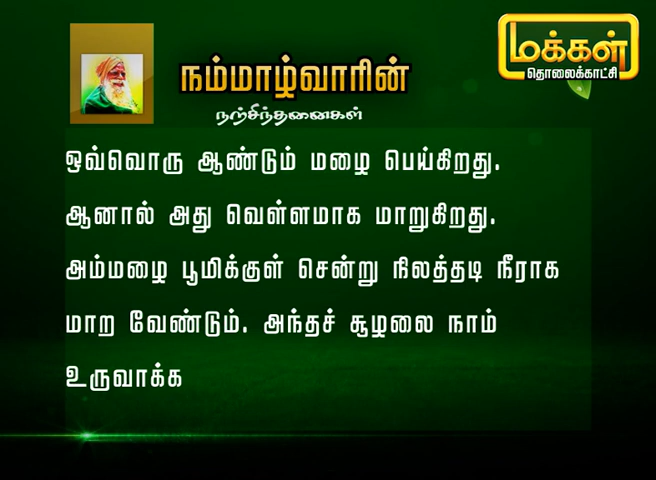 மக்கள்
தொலைக்காட்சி
நம்மாழ்வாரின்
நற்சிந்தனைகள்
ஒவ்வொரு ஆண்டும் மழை பெய்கிறது.
ஆனால் அது வெள்ளமாக மாறுகிறது.
அம்மழை பூமிக்குள் சென்று நிலத்தடி நீராக
மாற வேண்டும். அந்தச் சூழலை நாம்
உருவாக்க